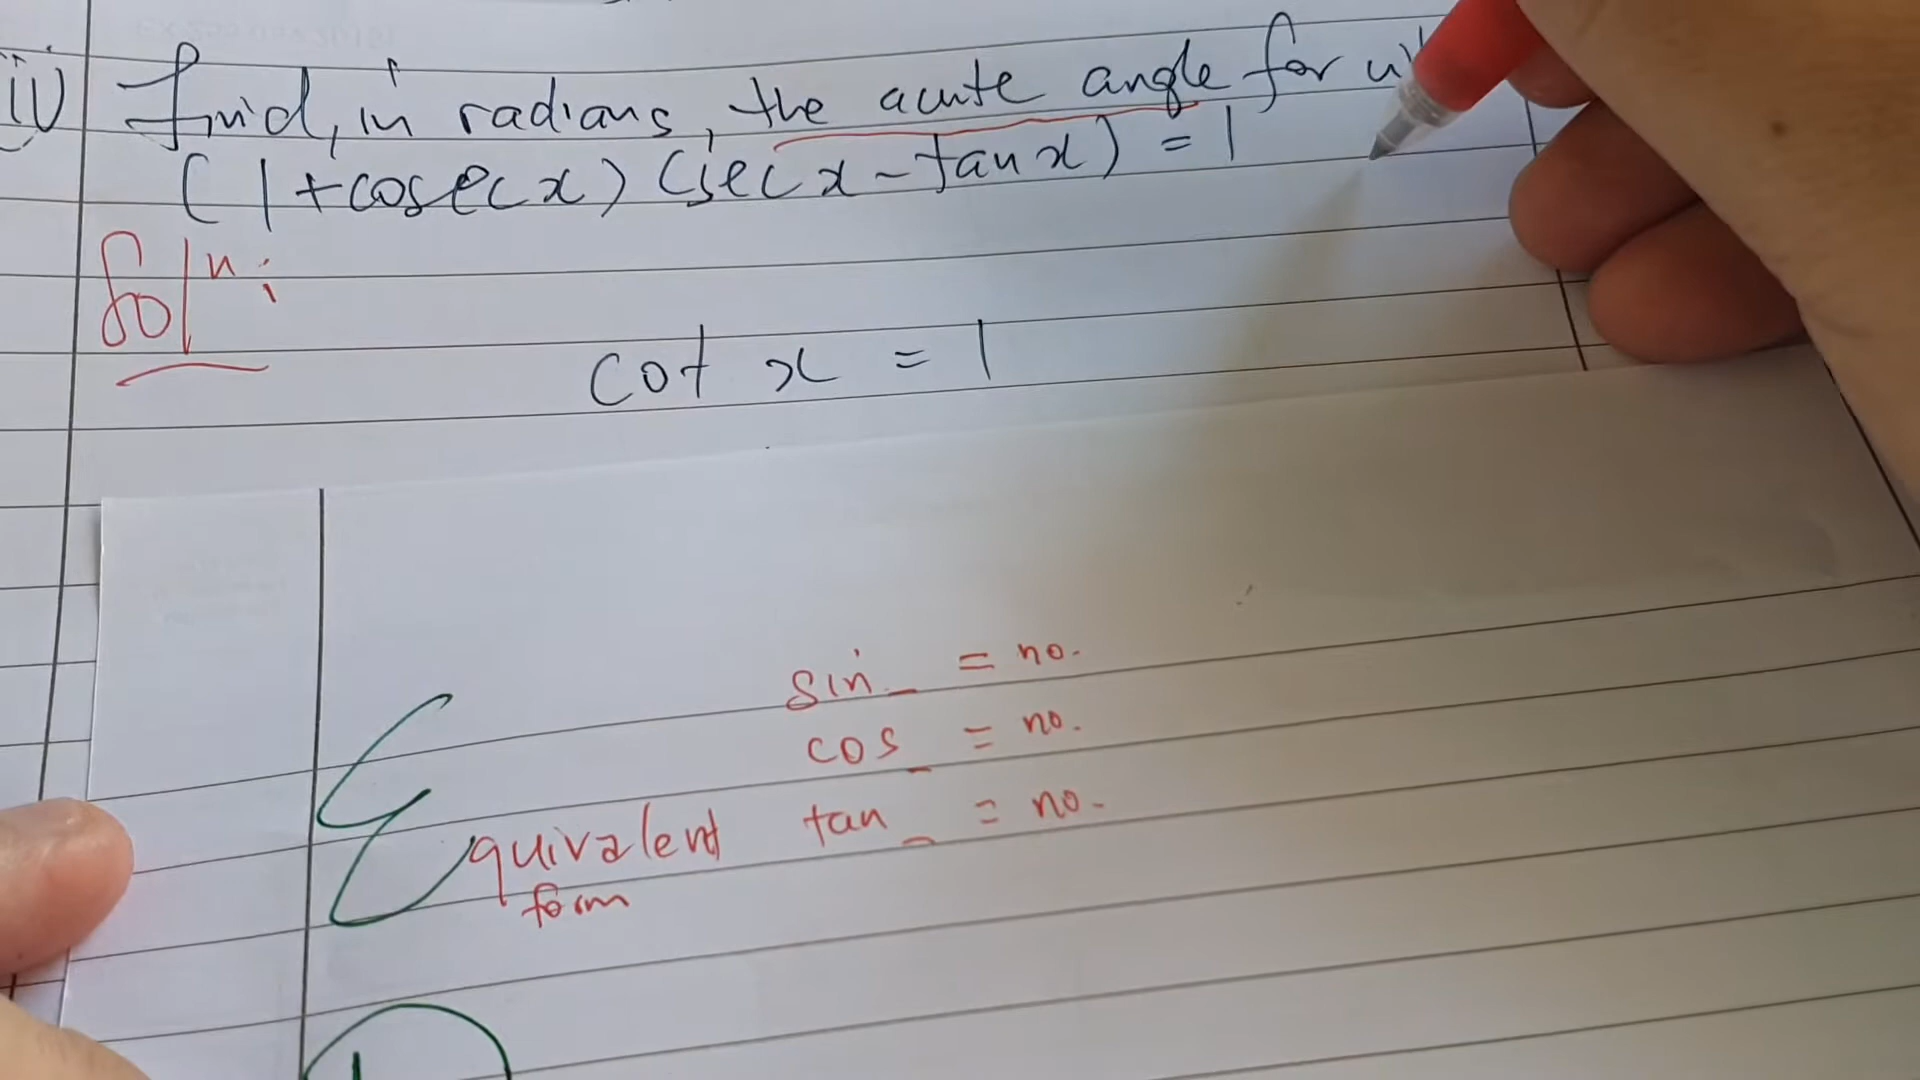 ii) Find, in radians, the acute angle for
(1+cosecx) (secx-tanx) = 1
Solⁿ:
cot x = 1
sin_ = no.
cos_ = no.
Equivalent tan_ = no.
form